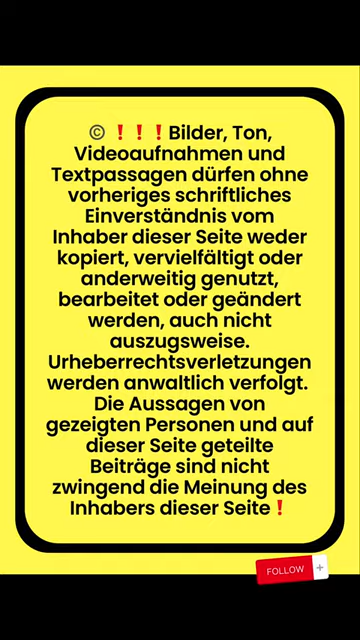 © ❗❗❗Bilder, Ton,
Videoaufnahmen und
Textpassagen dürfen ohne
vorheriges schriftliches
Einverständnis vom
Inhaber dieser Seite weder
kopiert, vervielfältigt oder
anderweitig genutzt,
bearbeitet oder geändert
werden, auch nicht
auszugsweise.
Urheberrechtsverletzungen
werden anwaltlich verfolgt.
Die Aussagen von
gezeigten Personen und auf
dieser Seite geteilte
Beiträge sind nicht
zwingend die Meinung des
Inhabers dieser Seite❗
FOLLOW +